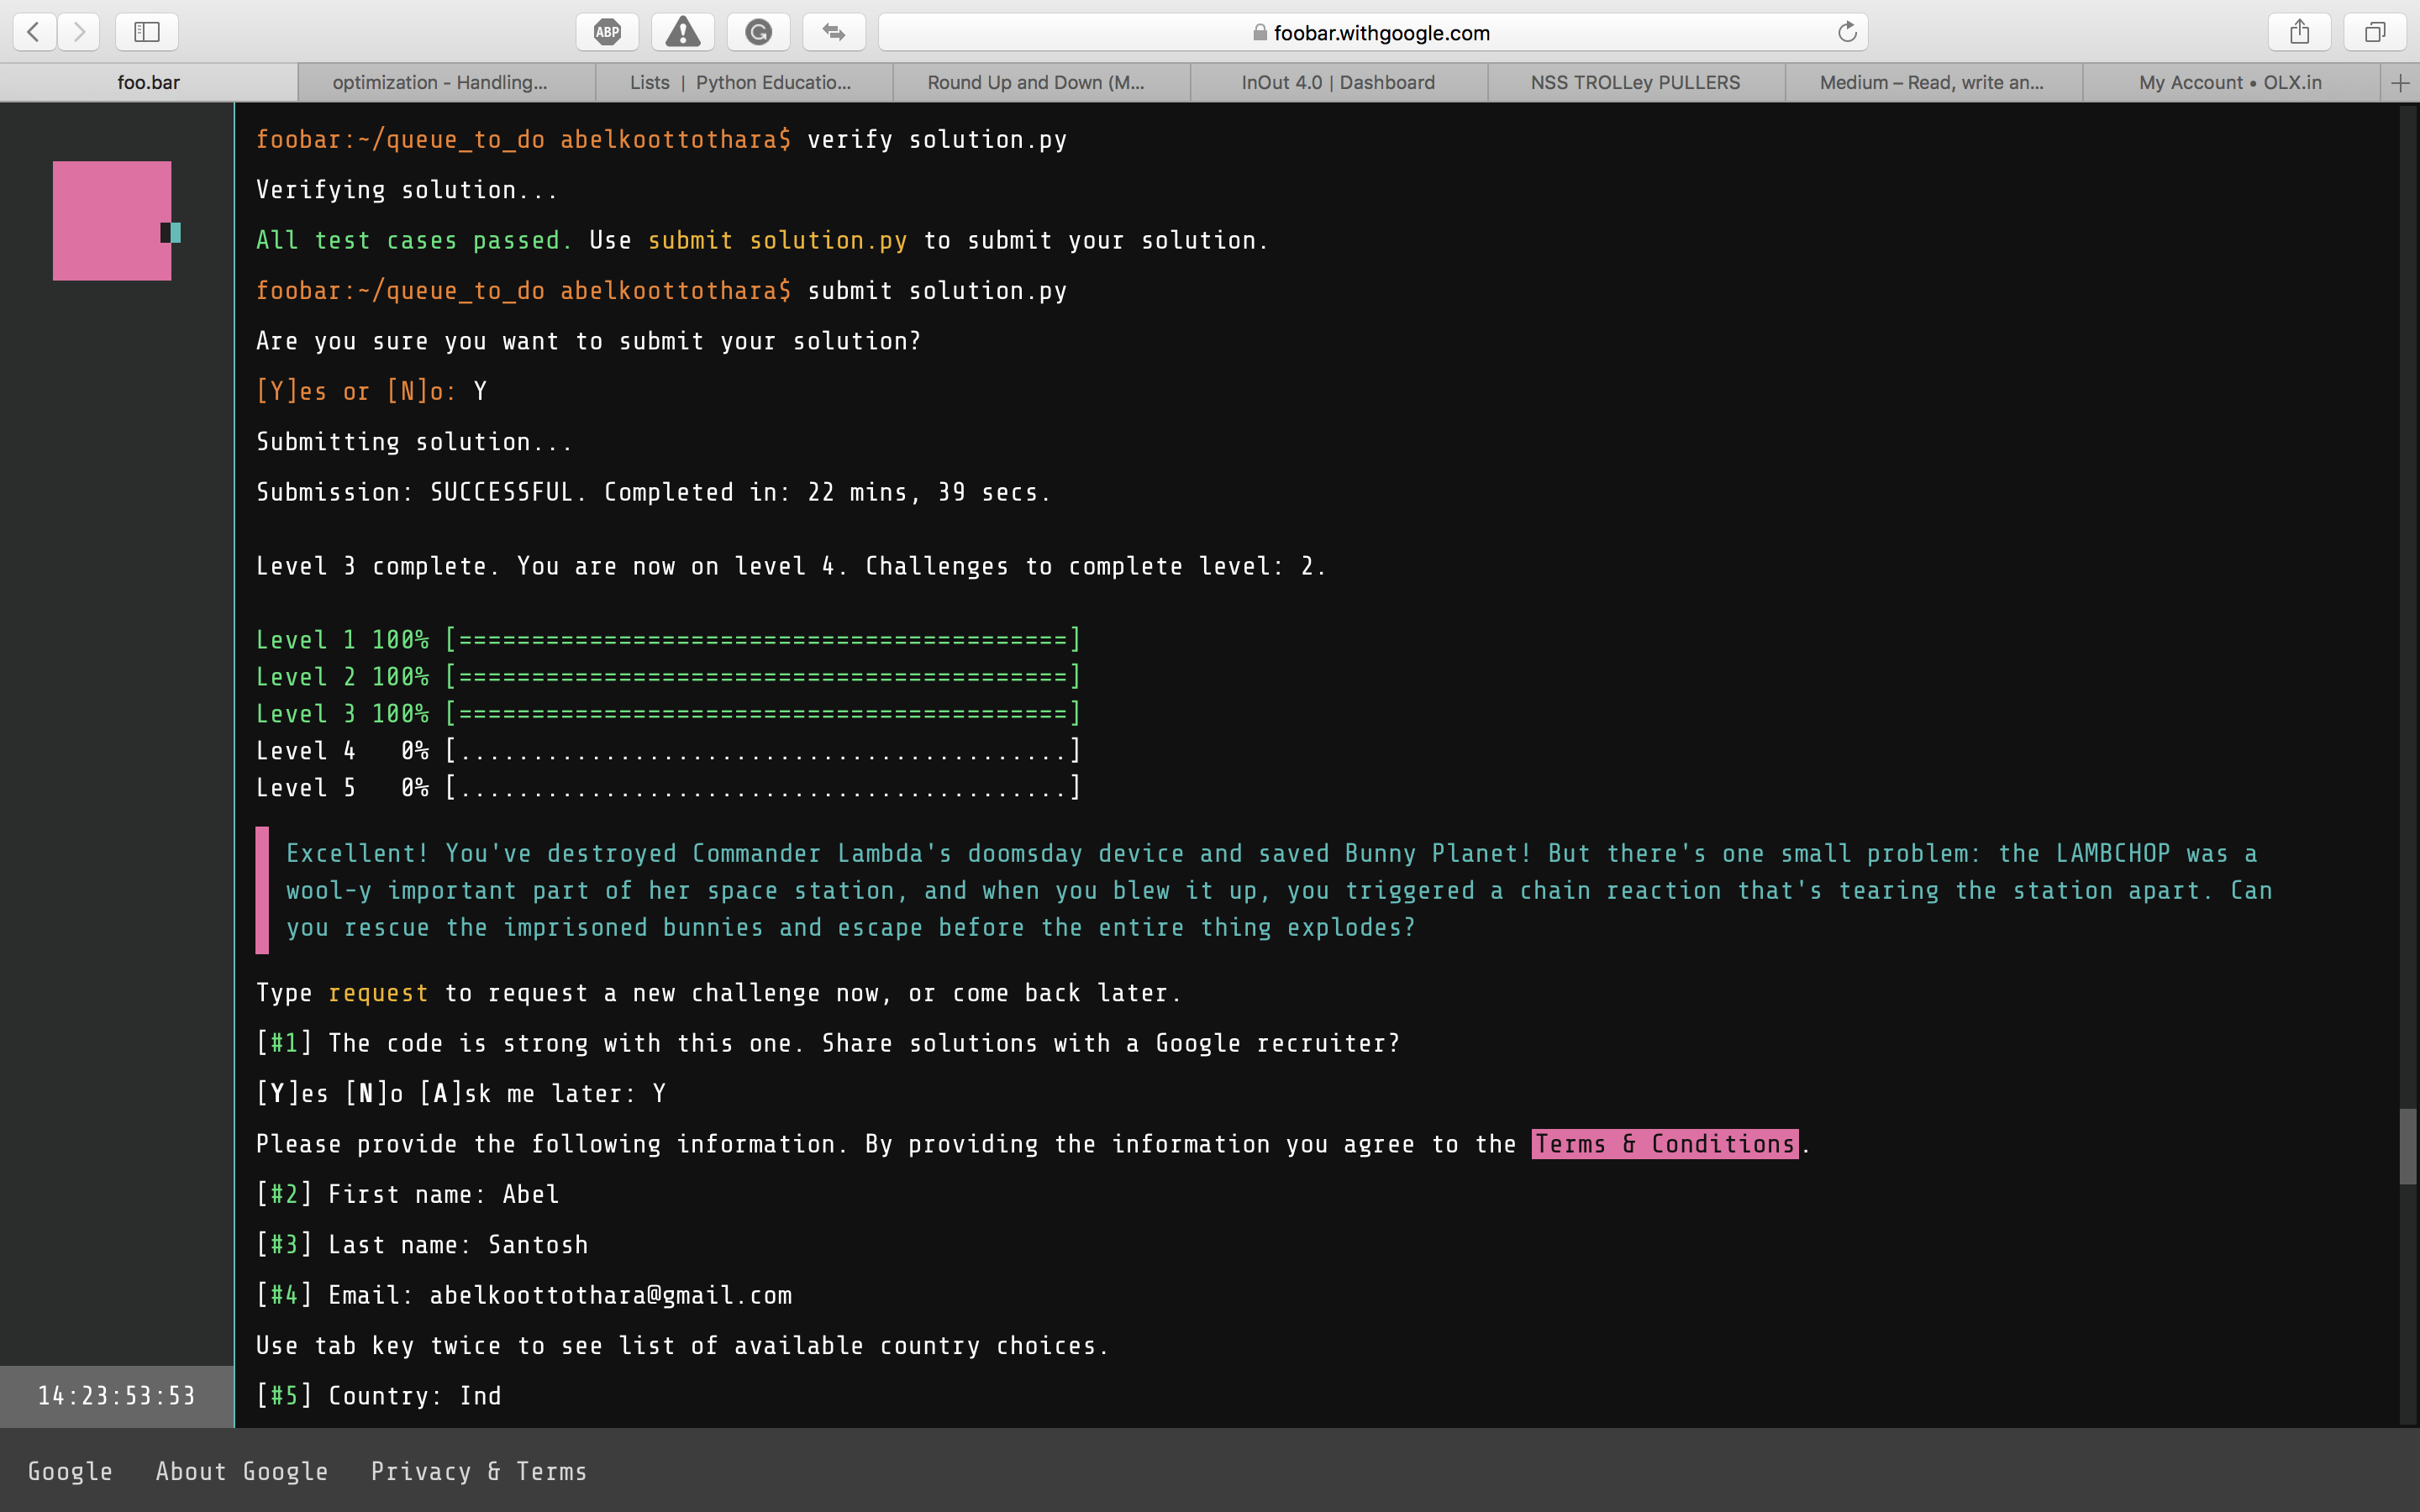 ABP
foobar.withgoogle.com
foo.bar
optimization - Handling...
Lists | Python Educatio...
Round Up and Down (M...
InOut 4.0 | Dashboard
NSS TROLLey PULLERS
Medium – Read, write an...
My Account • OLX.in
foobar:~/queue_to_do abelkoottothara$ verify solution.py
Verifying solution...
All test cases passed. Use submit solution.py to submit your solution.
foobar:~/queue_to_do abelkoottothara$ submit solution.py
Are you sure you want to submit your solution?
[Y]es or [N]o: Y
Submitting solution...
Submission: SUCCESSFUL. Completed in: 22 mins, 39 secs.
Level 3 complete. You are now on level 4. Challenges to complete level: 2.
Level 1 100% [==========================================]
Level 2 100% [==========================================]
Level 3 100% [==========================================]
Level 4   0% [..........................................]
Level 5   0% [..........................................]
Excellent! You've destroyed Commander Lambda's doomsday device and saved Bunny Planet! But there's one small problem: the LAMBCHOP was a
wool-y important part of her space station, and when you blew it up, you triggered a chain reaction that's tearing the station apart. Can
you rescue the imprisoned bunnies and escape before the entire thing explodes?
Type request to request a new challenge now, or come back later.
[#1] The code is strong with this one. Share solutions with a Google recruiter?
[Y]es [N]o [A]sk me later: Y
Please provide the following information. By providing the information you agree to the Terms & Conditions.
[#2] First name: Abel
[#3] Last name: Santosh
[#4] Email: abelkoottothara@gmail.com
Use tab key twice to see list of available country choices.
[#5] Country: Ind
14:23:53:53
Google About Google Privacy & Terms